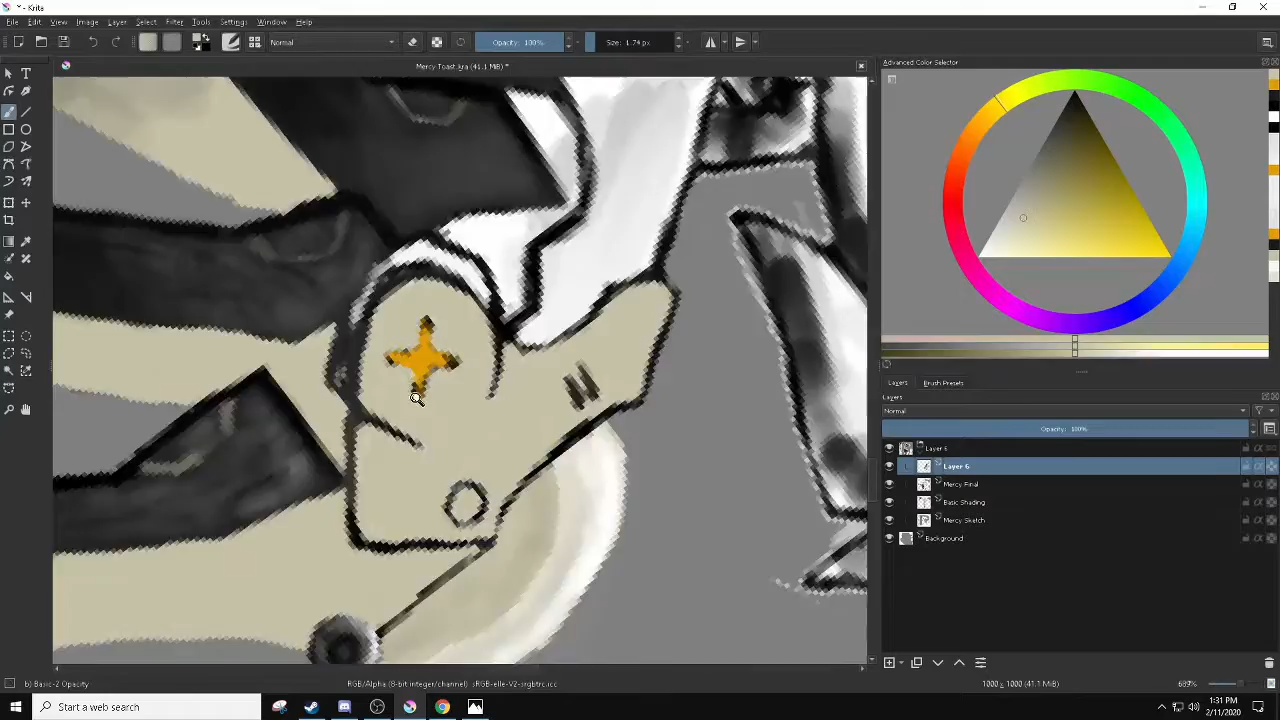 - Krita
File Edit View Image Layer Select Filter Tools Settings Window Help
Normal
Opacity: 100%
Size: 1.74 px
Mercy Toast.kra (41.1 MiB) *
Advanced Color Selector
Layers Brush Presets
Layers
Normal
Opacity: 100%
Layer 6
Layer 6
Mercy Final
Basic Shading
Mercy Sketch
Background
b) Basic-2 Opacity
RGB/Alpha (8-bit integer/channel) sRGB-elle-V2-srgbtrc.icc
1000 x 1000 (41.1 MiB)
689%
Start a web search
1:31 PM
2/11/2020